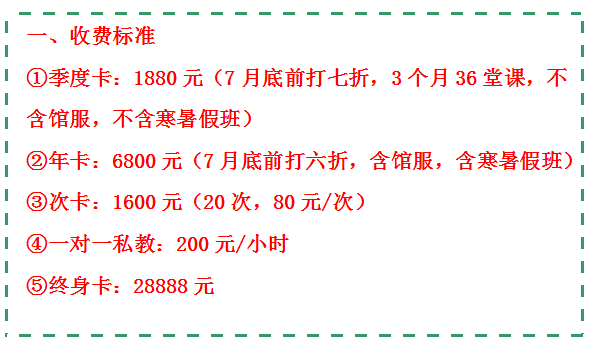 一、收费标准
①季度卡：1880 元（7 月底前打七折，3 个月 36 堂课，不
含馆服，不含寒暑假班）
②年卡：6800 元（7 月底前打六折，含馆服，含寒暑假班）
③次卡：1600 元（20 次，80 元/次）
④一对一私教：200 元/小时
⑤终身卡：28888 元